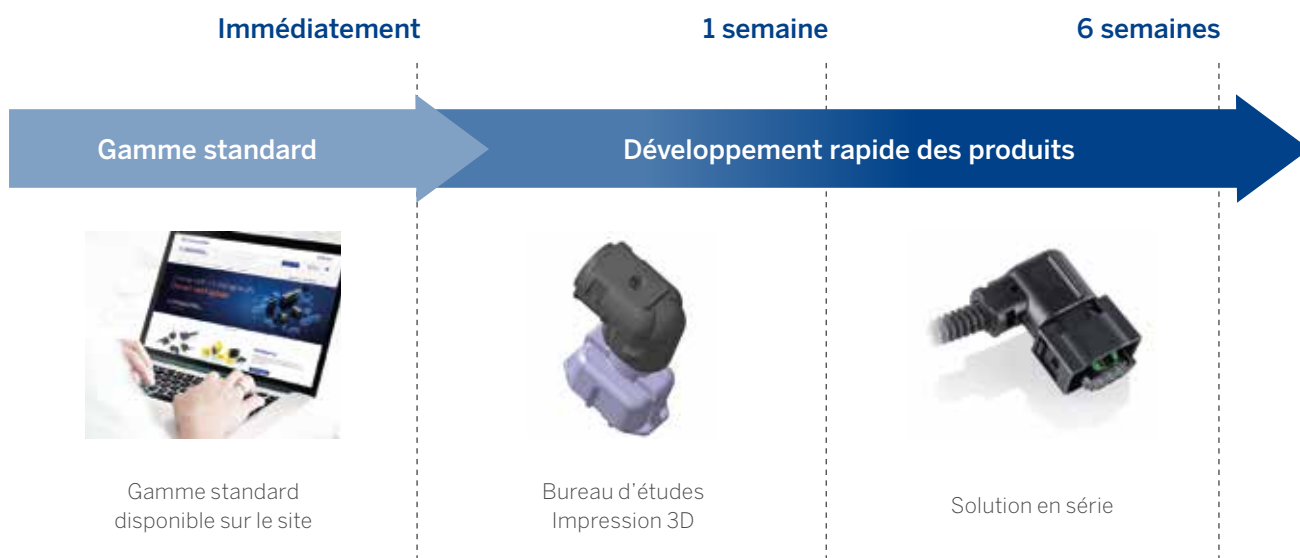 Immédiatement
1 semaine
6 semaines
Gamme standard
Développement rapide des produits
Gamme standard
disponible sur le site
Bureau d’études
Impression 3D
Solution en série